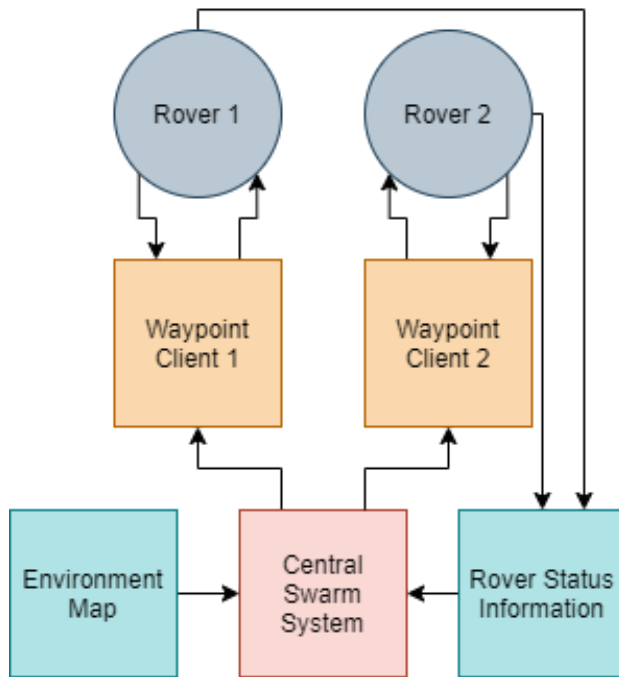 Rover 1
Rover 2
Waypoint
Client 1
Waypoint
Client 2
Environment
Map
Central
Swarm
System
Rover Status
Information